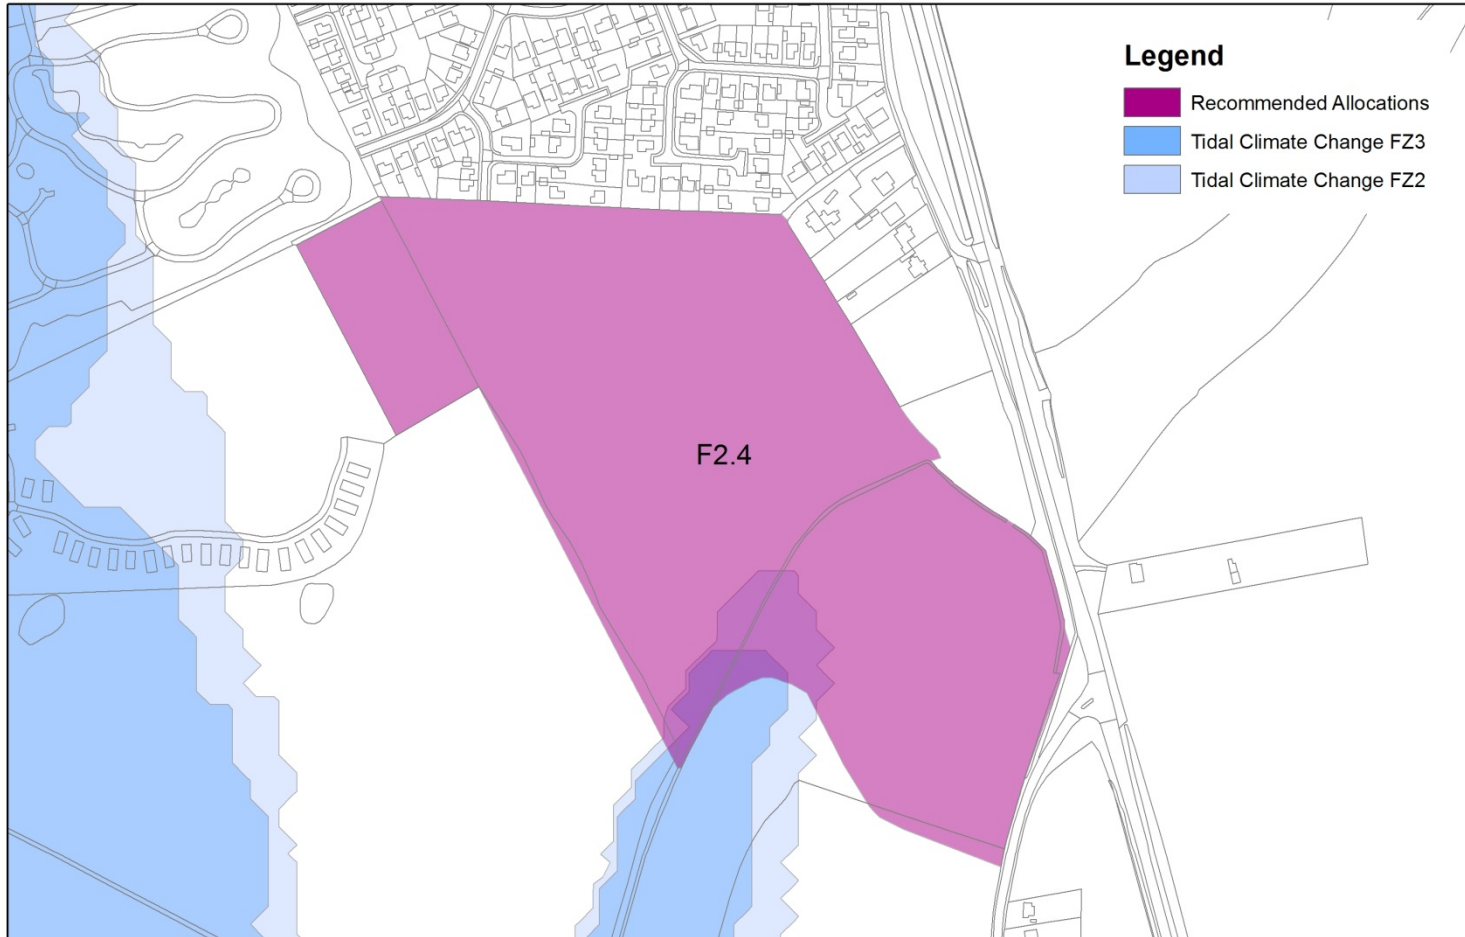 Legend
Recommended Allocations
Tidal Climate Change FZ3
Tidal Climate Change FZ2
F2.4